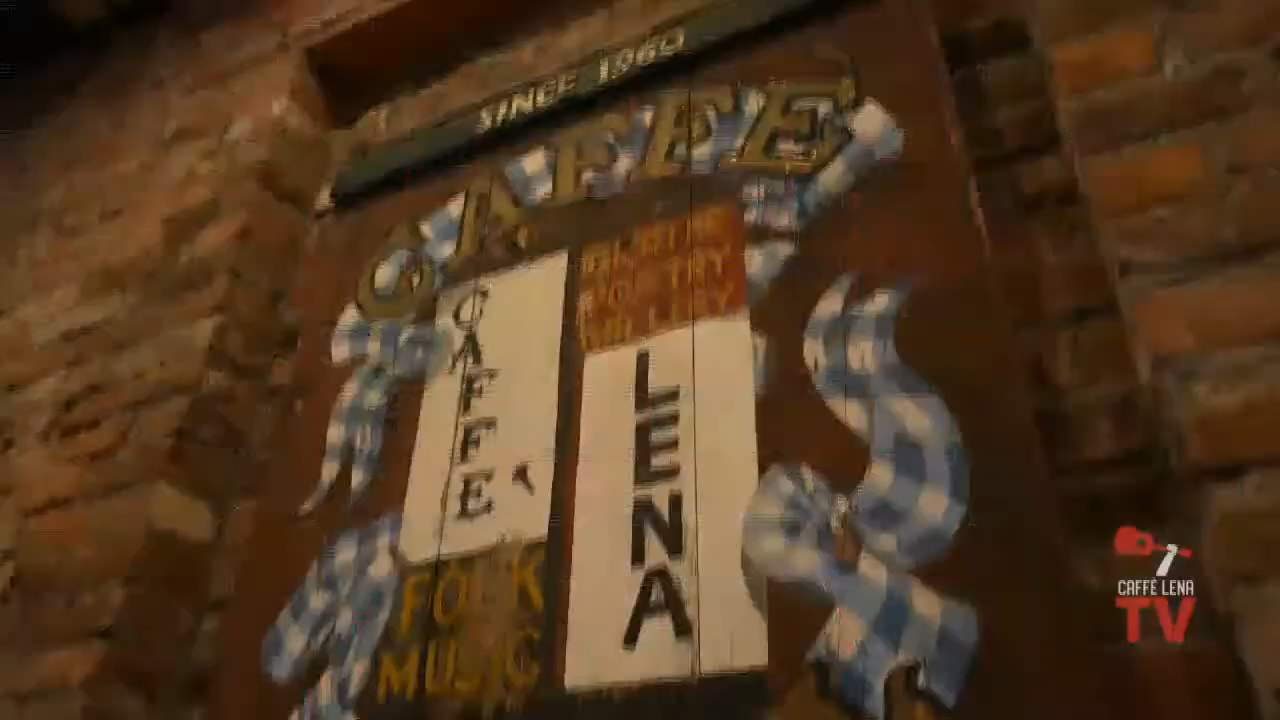 SINCE 1960
CAFFE
CAFFE
LENA
FOLK
MUSIC
CAFFÈ LENA
TV